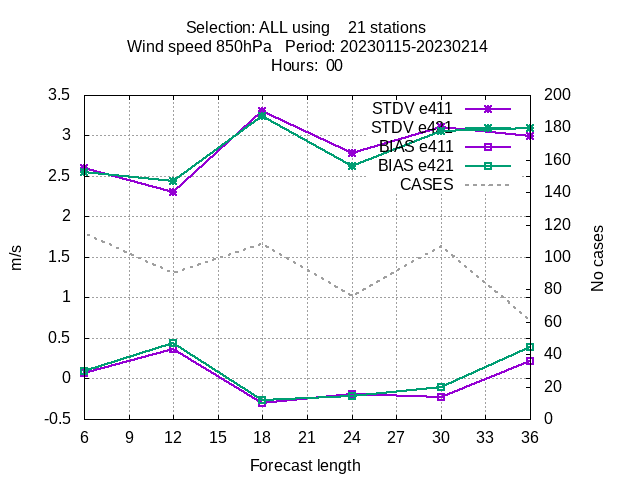 Selection: ALL using    21 stations
Wind speed 850hPa   Period: 20230115-20230214
Hours:  00
3.5
3
2.5
2
1.5
1
0.5
0
-0.5
m/s
200
180
160
140
120
100
80
60
40
20
0
No cases
STDV e411
STDV e421
BIAS e411
BIAS e421
CASES
6 9 12 15 18 21 24 27 30 33 36
Forecast length